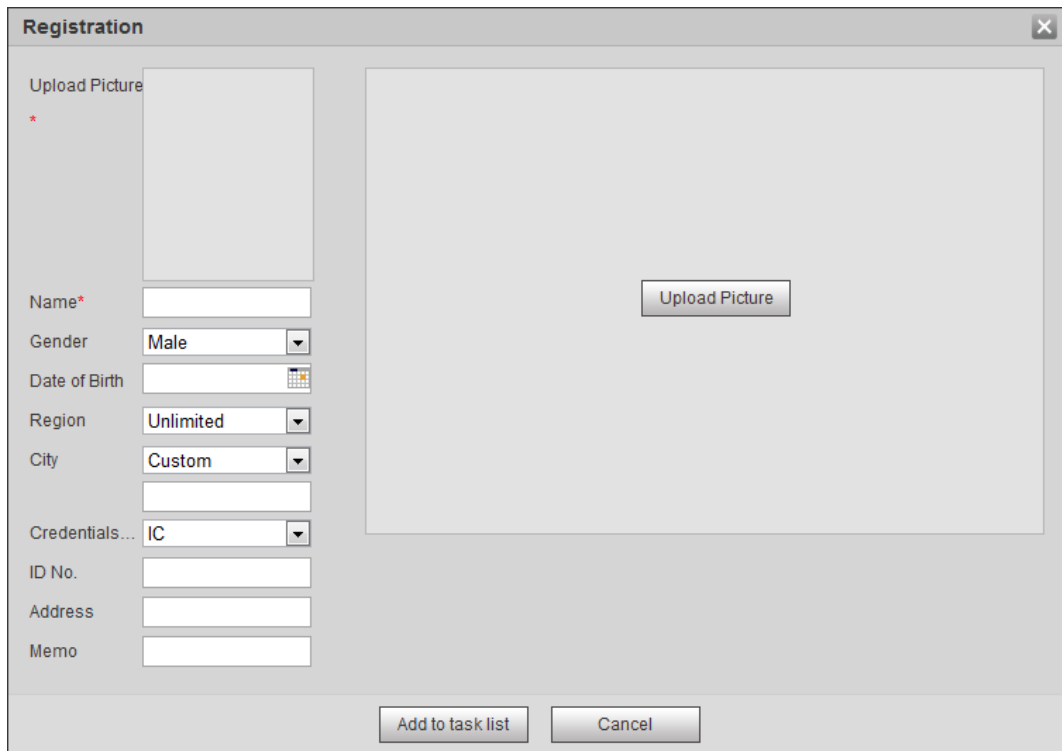 Registration
Upload Picture
*
Upload Picture
Name*
Gender Male
Date of Birth
Region Unlimited
City Custom
Credentials... IC
ID No.
Address
Memo
Add to task list Cancel